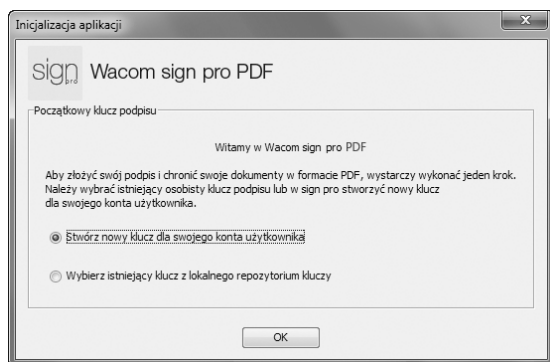 Inicjalizacja aplikacji
sign pro Wacom sign pro PDF
Początkowy klucz podpisu
Witamy w Wacom sign pro PDF
Aby złożyć swój podpis i chronić swoje dokumenty w formacie PDF, wystarczy wykonać jeden krok.
Należy wybrać istniejący osobisty klucz podpisu lub w sign pro stworzyć nowy klucz
dla swojego konta użytkownika.
Stwórz nowy klucz dla swojego konta użytkownika
Wybierz istniejący klucz z lokalnego repozytorium kluczy
OK